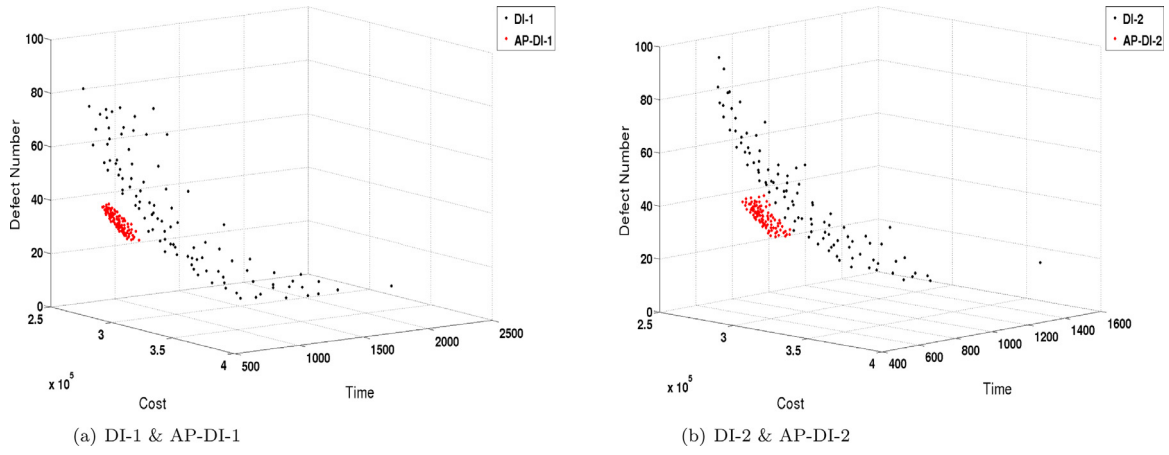 DI-1
AP-DI-1
100
80
60
40
20
0
Defect Number
2.5
3
3.5
4
x 10^5
Cost
500
1000
1500
2000
2500
Time
(a) DI-1 & AP-DI-1
DI-2
AP-DI-2
100
80
60
40
20
0
Defect Number
2.5
3
3.5
4
x 10^5
Cost
400
600
800
1000
1200
1400
1600
Time
(b) DI-2 & AP-DI-2